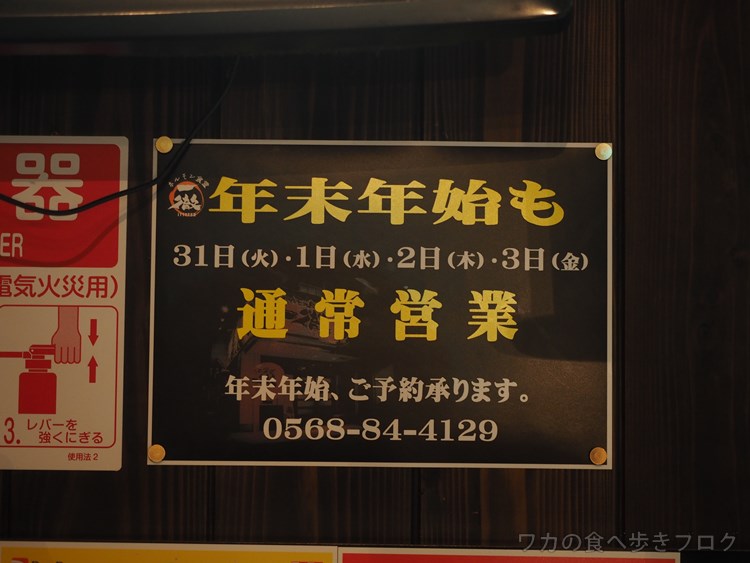 器
ER
電気火災用)
3. レバーを
強くにぎる
使用法2
年末年始も
31日(火)・1日(水)・2日(木)・3日(金)
通常営業
年末年始、ご予約承ります。
0568-84-4129
ワカの食べ歩きブログ